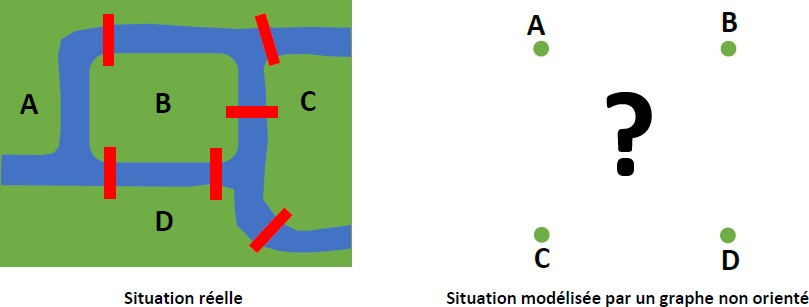 A
B
C
D
Situation réelle
A
B
?
C
D
Situation modélisée par un graphe non orienté